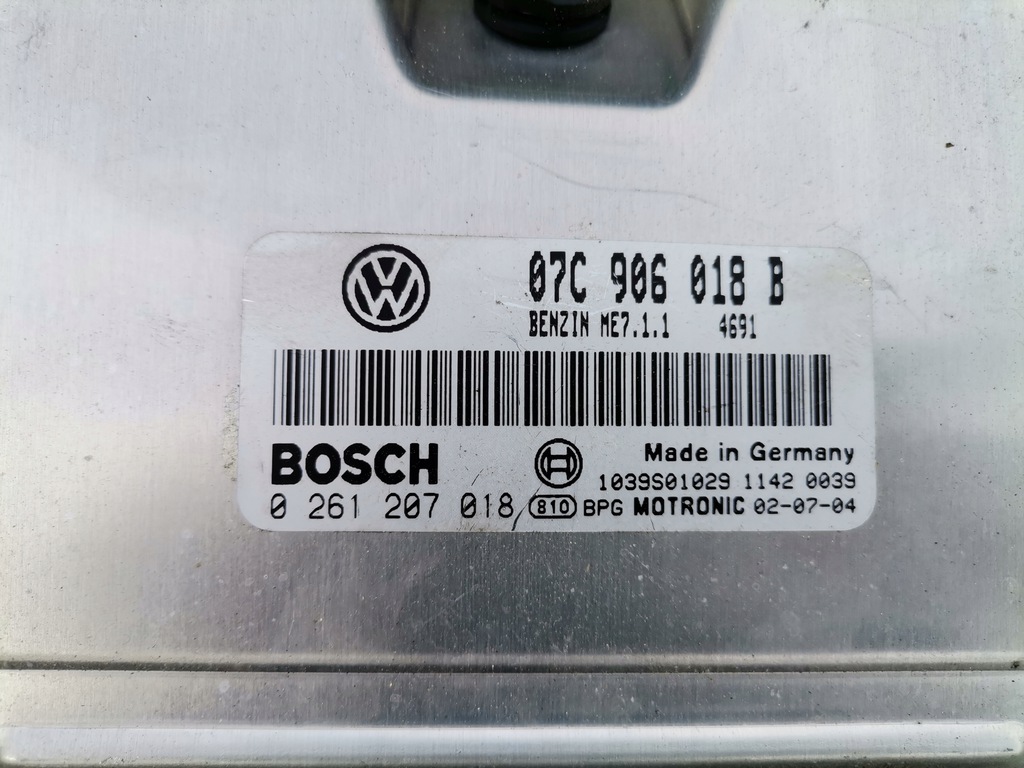 07C 906 018 B
BENZIN ME7.1.1 4691
BOSCH
Made in Germany
1039S01029 1142 0039
0 261 207 018 810 BPG MOTRONIC 02-07-04